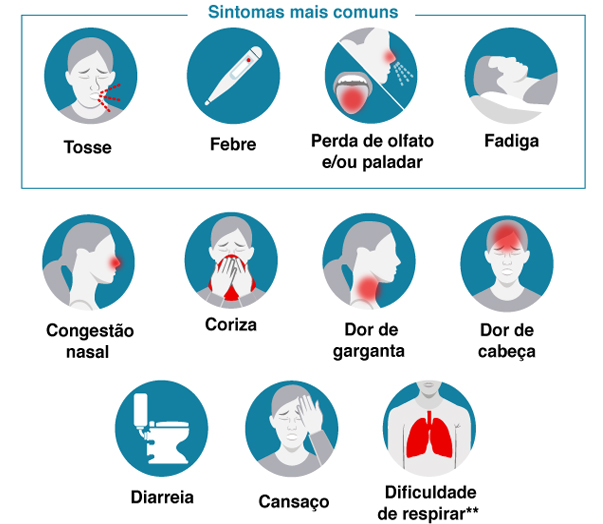 Sintomas mais comuns
Tosse
Febre
Perda de olfato
e/ou paladar
Fadiga
Congestão
nasal
Coriza
Dor de
garganta
Dor de
cabeça
Diarreia
Cansaço
Dificuldade
de respirar**